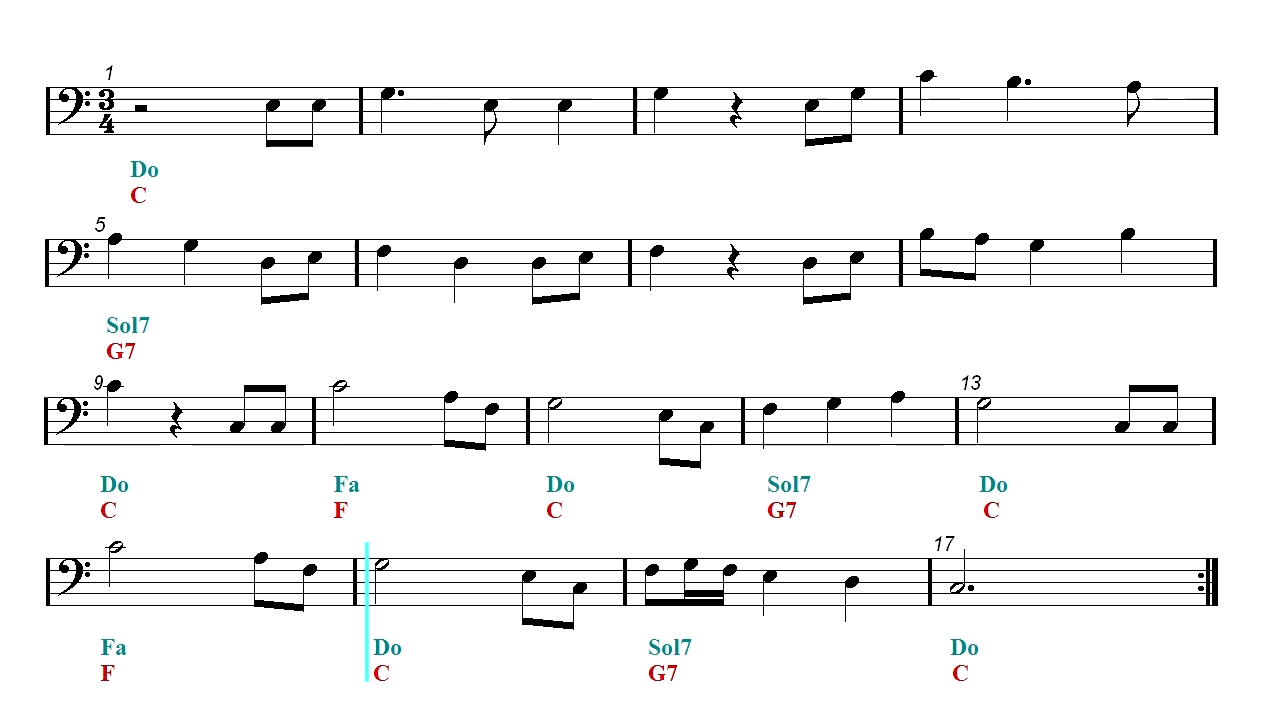 1
3
4
Do
C
5
Sol7
G7
9 13
Do Fa Do Sol7 Do
C F C G7 C
17
Fa Do Sol7 Do
F C G7 C